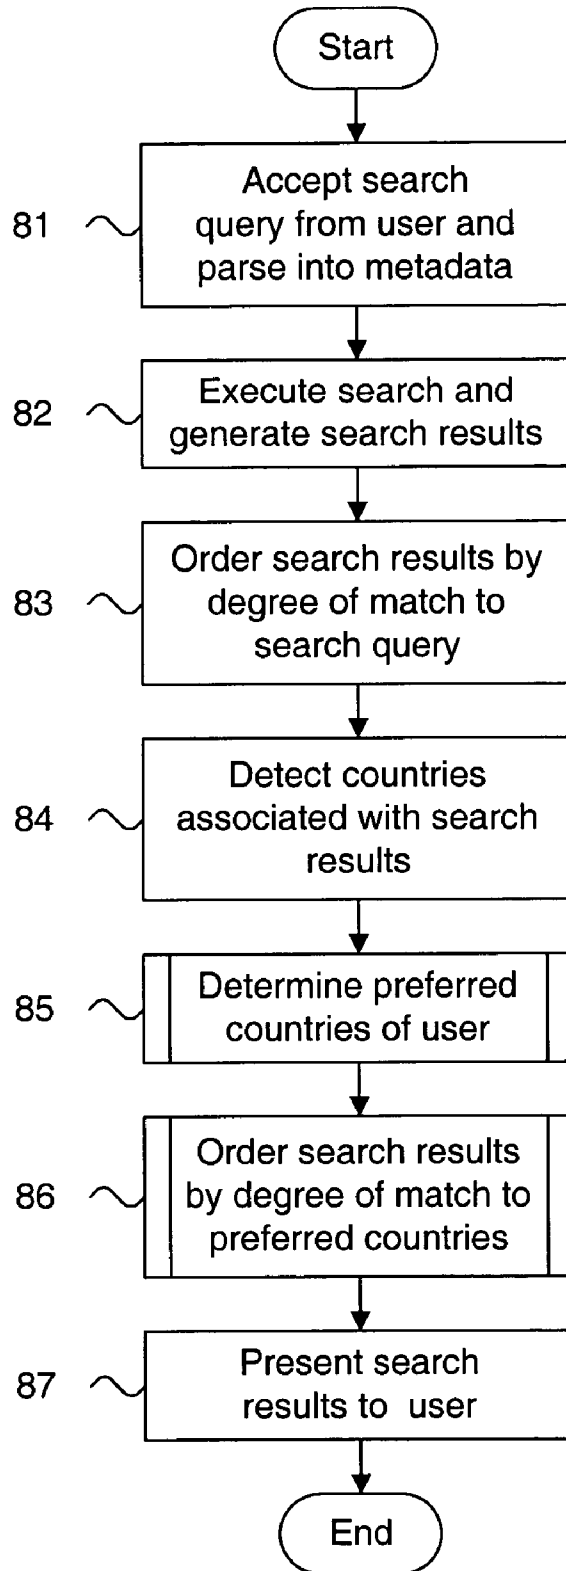 Start
81
Accept search
query from user and
parse into metadata
82
Execute search and
generate search results
83
Order search results by
degree of match to
search query
84
Detect countries
associated with search
results
85
Determine preferred
countries of user
86
Order search results
by degree of match to
preferred countries
87
Present search
results to user
End